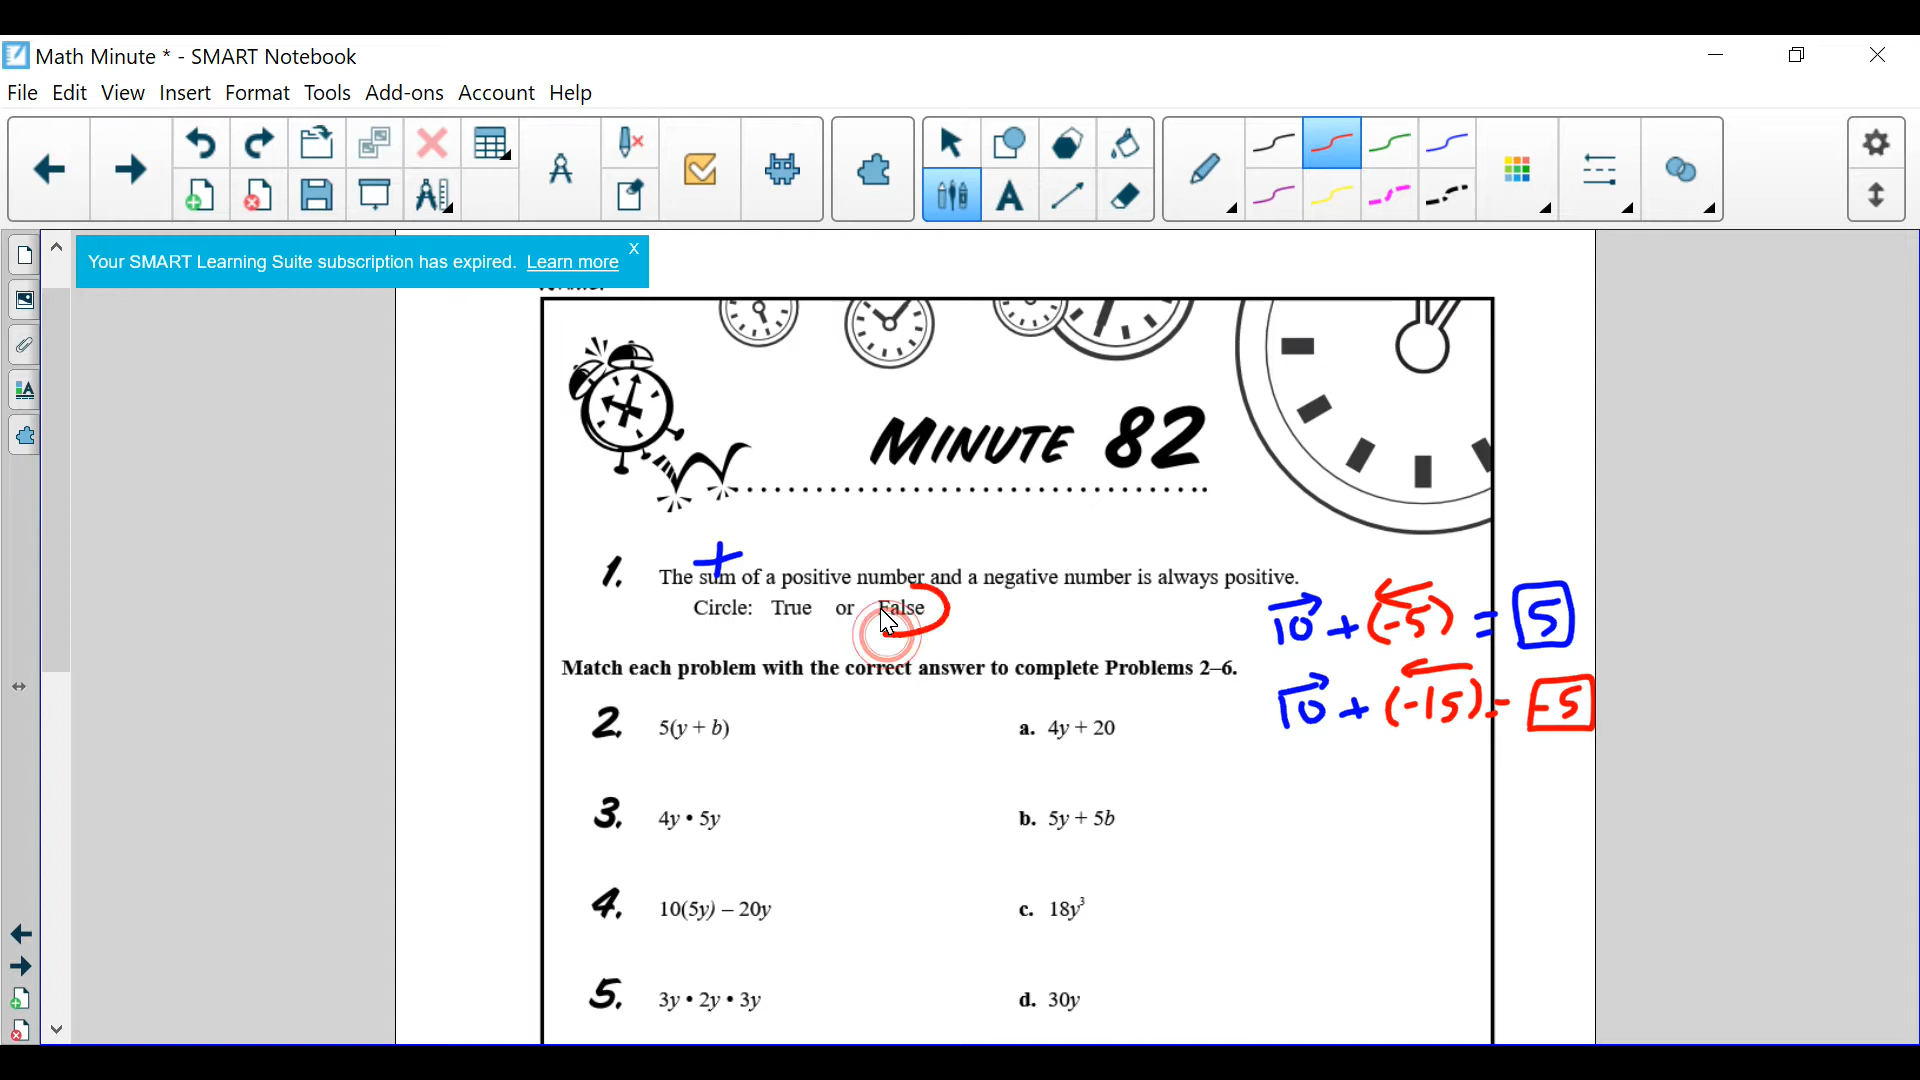 Math Minute * - SMART Notebook
File Edit View Insert Format Tools Add-ons Account Help
Your SMART Learning Suite subscription has expired. Learn more X
MINUTE 82
+
1. The sum of a positive number and a negative number is always positive.
Circle: True or False
10 + (-5) = 5
Match each problem with the correct answer to complete Problems 2–6.
10 + (-15) = -5
2. 5(y + b) a. 4y + 20
3. 4y • 5y b. 5y + 5b
4. 10(5y) – 20y c. 18y³
5. 3y • 2y • 3y d. 30y